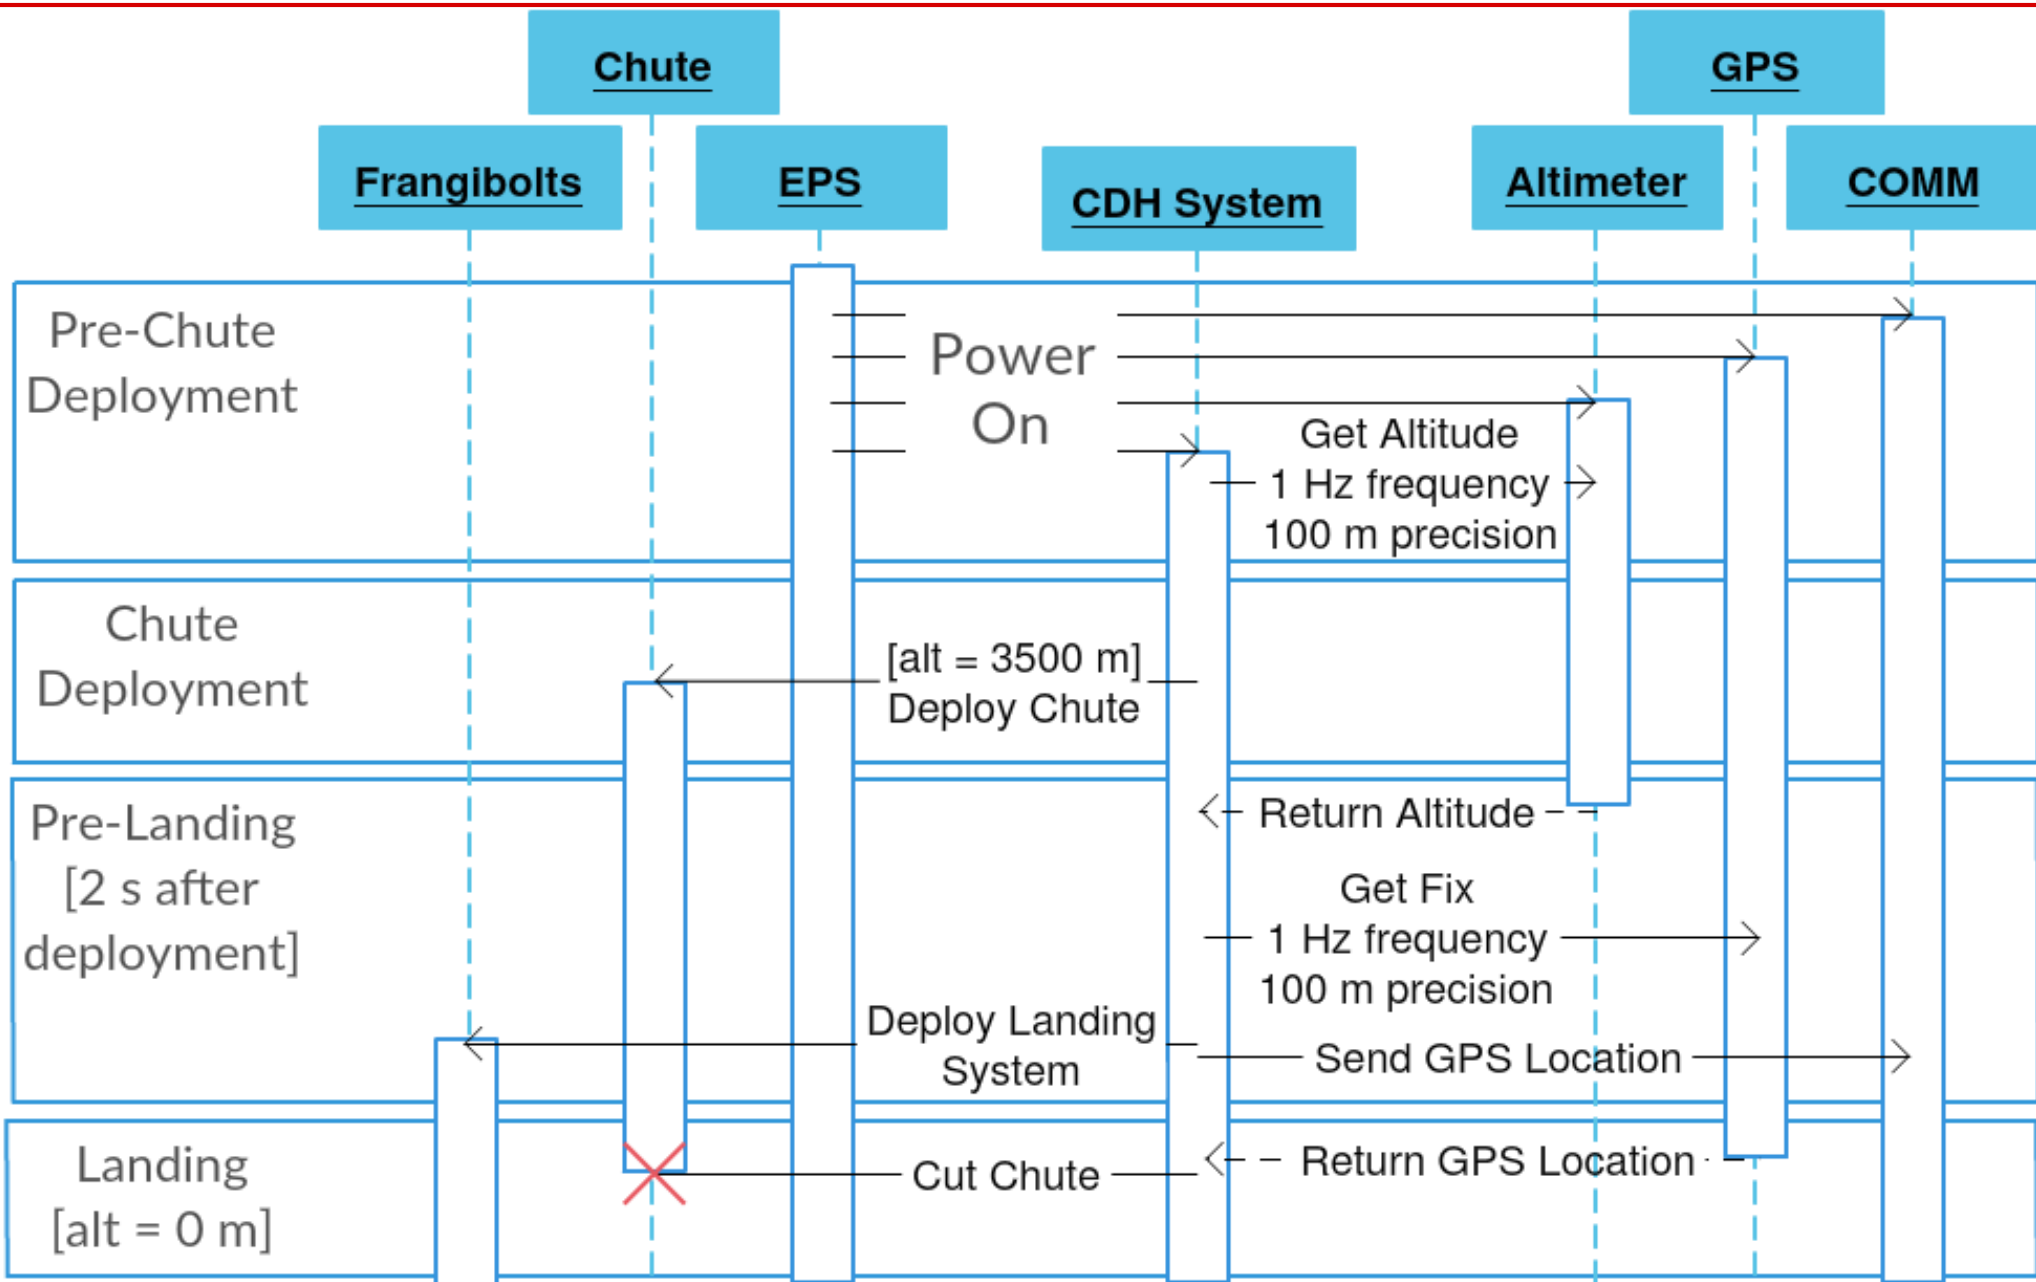 Chute
GPS
Frangibolts
EPS
CDH System
Altimeter
COMM
Pre-Chute
Deployment
Power
On
Get Altitude
1 Hz frequency
100 m precision
Chute
Deployment
[alt = 3500 m]
Deploy Chute
Pre-Landing
[2 s after
deployment]
Return Altitude
Get Fix
1 Hz frequency
100 m precision
Deploy Landing
System
Send GPS Location
Landing
[alt = 0 m]
Cut Chute
Return GPS Location